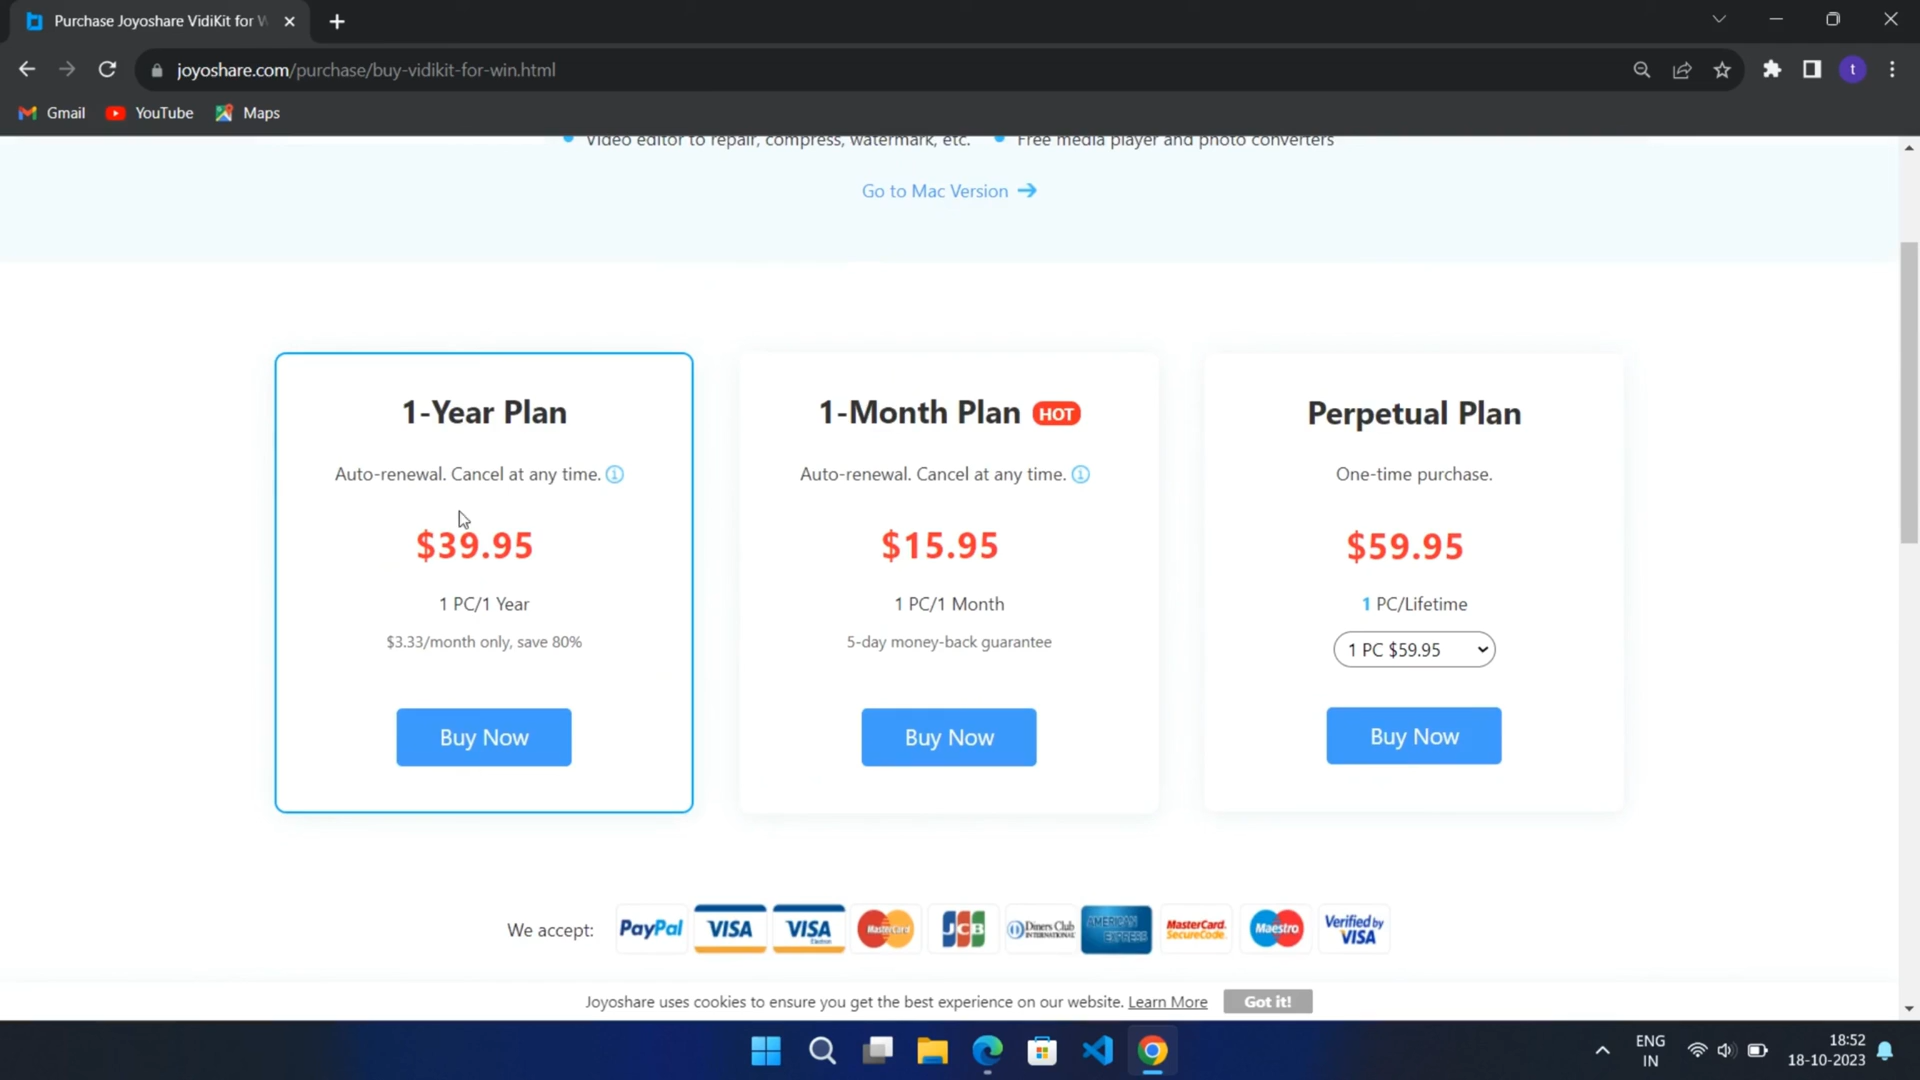 Purchase Joyoshare VidiKit for W
joyoshare.com/purchase/buy-vidikit-for-win.html
t
Gmail
YouTube
Maps
Video editor to repair, compress, watermark, etc.
Free media player and photo converters
Go to Mac Version
1-Year Plan
Auto-renewal. Cancel at any time.
$39.95
1 PC/1 Year
$3.33/month only, save 80%
Buy Now
1-Month Plan HOT
Auto-renewal. Cancel at any time.
$15.95
1 PC/1 Month
5-day money-back guarantee
Buy Now
Perpetual Plan
One-time purchase.
$59.95
1 PC/Lifetime
1 PC $59.95
Buy Now
We accept:
PayPal
VISA
VISA
Electron
MasterCard
JCB
Diners Club
INTERNATIONAL
AMERICAN
EXPRESS
MasterCard.
SecureCode.
Maestro
Verified by
VISA
Joyoshare uses cookies to ensure you get the best experience on our website. Learn More
Got it!
ENG
IN
18:52
18-10-2023